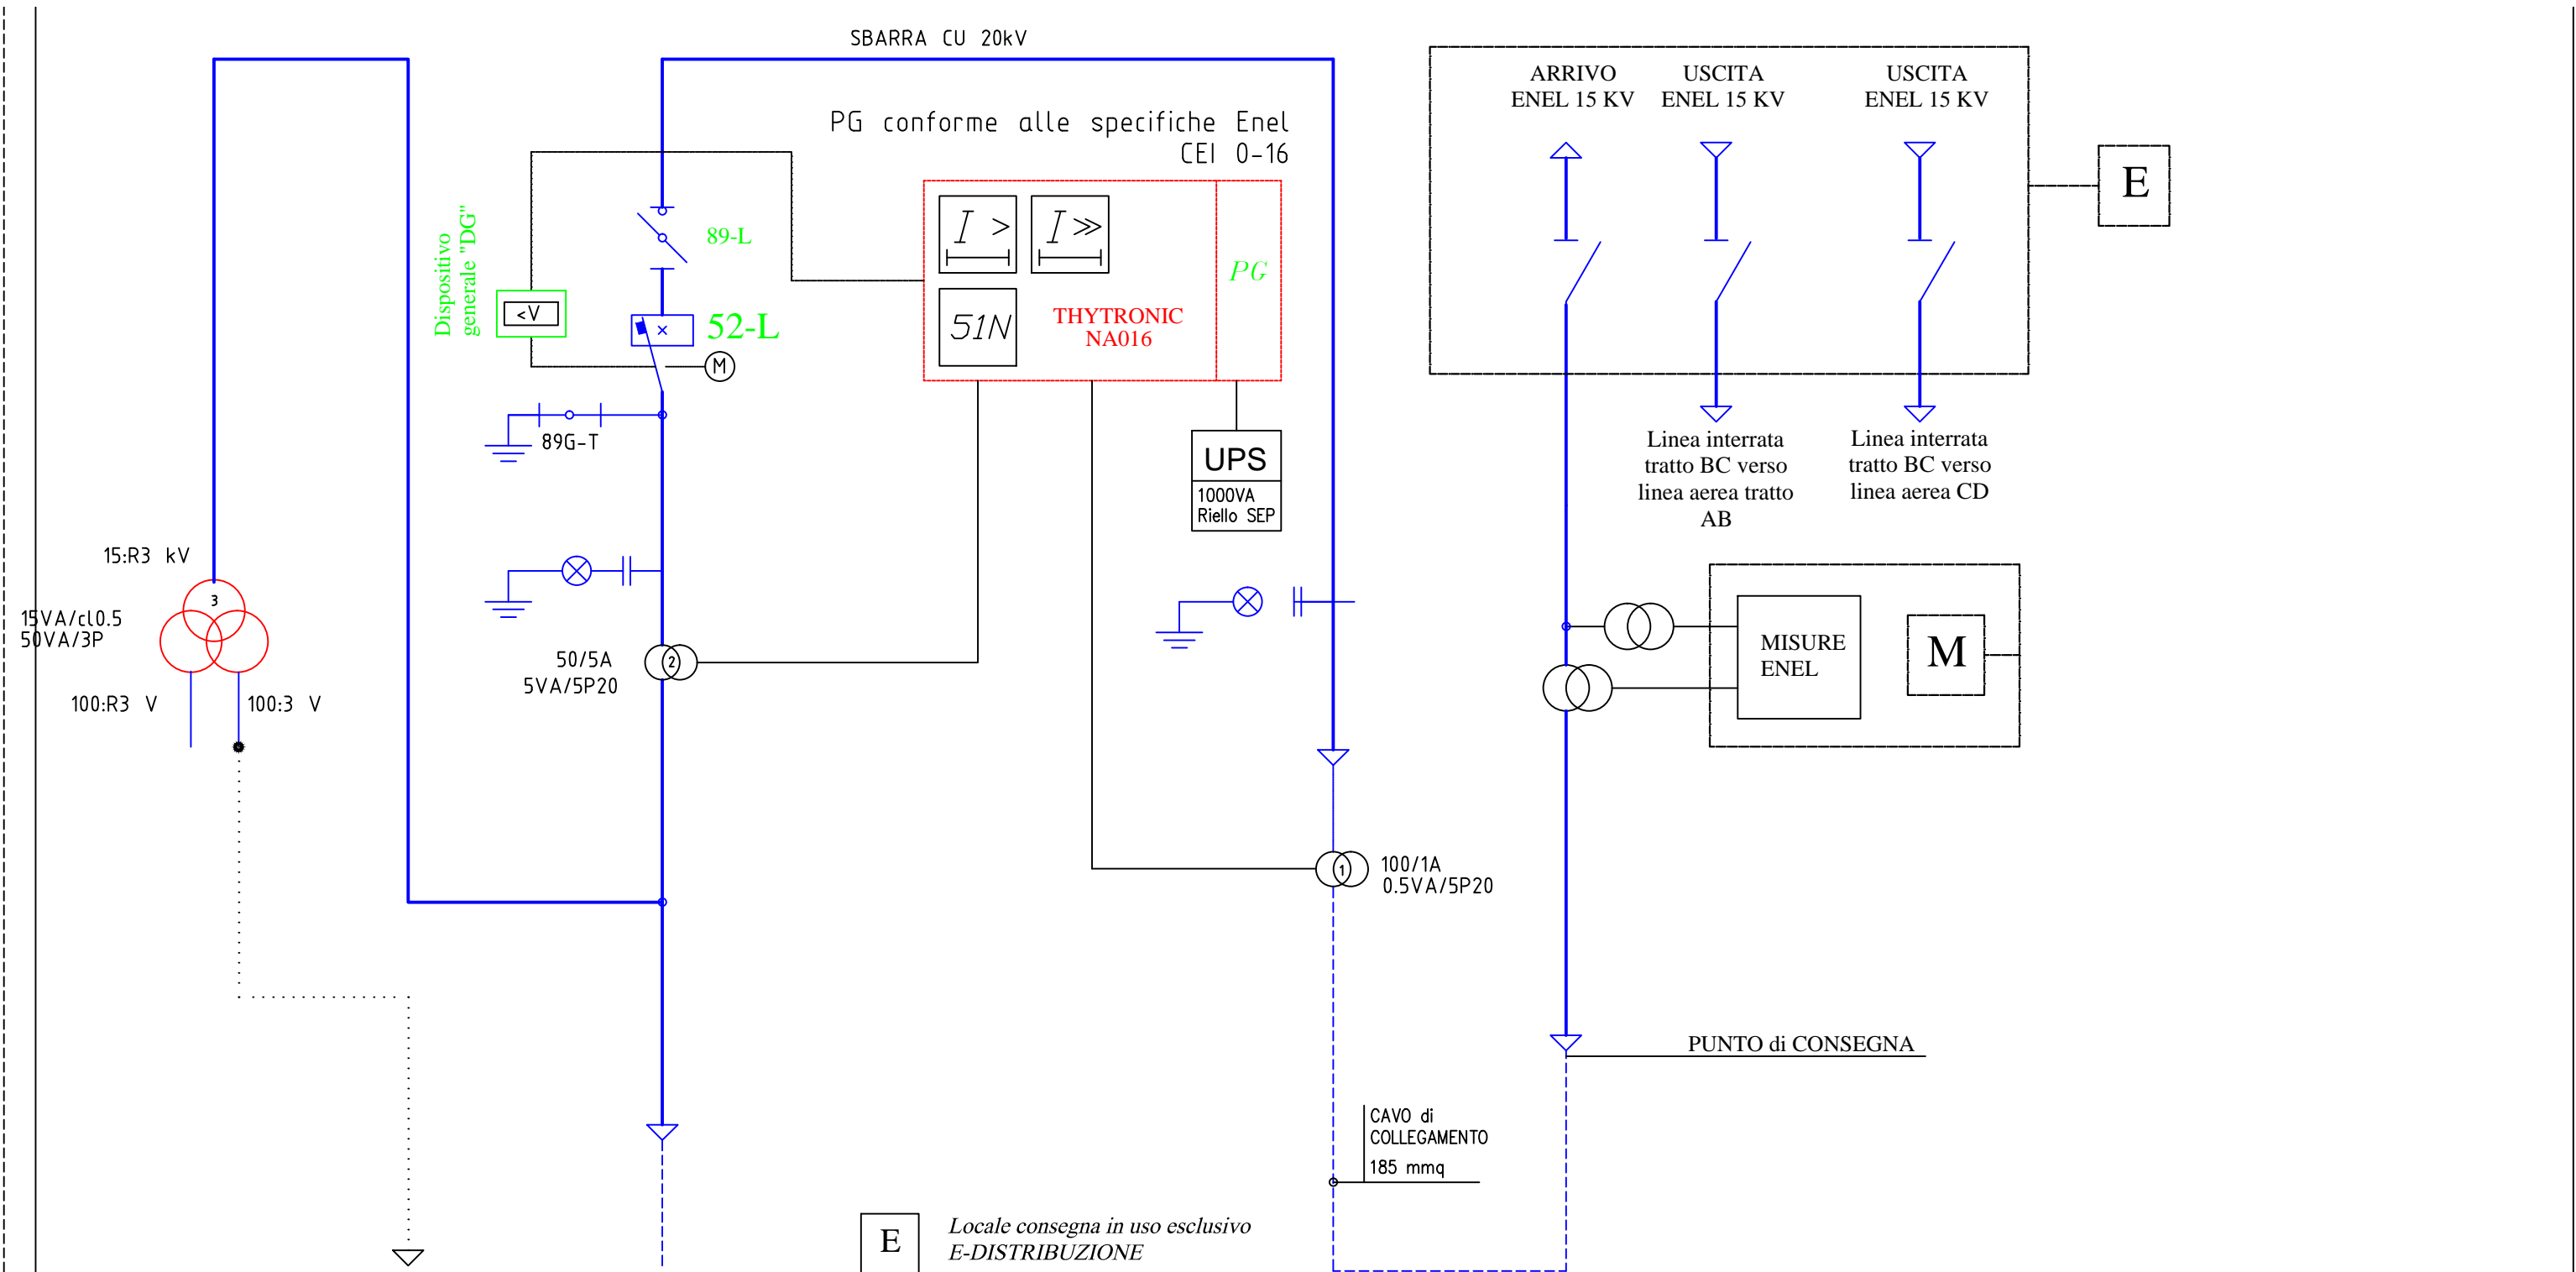 SBARRA CU 20kV
PG conforme alle specifiche Enel
CEI 0-16
Dispositivo
generale "DG"
<V
89-L
52-L
M
89G-T
I >
I >>
51N
THYTRONIC
NA016
PG
UPS
1000VA
Riello SEP
15:R3 kV
3
15VA/cl0.5
50VA/3P
100:R3 V
100:3 V
50/5A
5VA/5P20
2
1
100/1A
0.5VA/5P20
ARRIVO
ENEL 15 KV
USCITA
ENEL 15 KV
USCITA
ENEL 15 KV
E
Linea interrata
tratto BC verso
linea aerea tratto
AB
Linea interrata
tratto BC verso
linea aerea CD
MISURE
ENEL
M
PUNTO di CONSEGNA
CAVO di
COLLEGAMENTO
185 mmq
E
Locale consegna in uso esclusivo
E-DISTRIBUZIONE